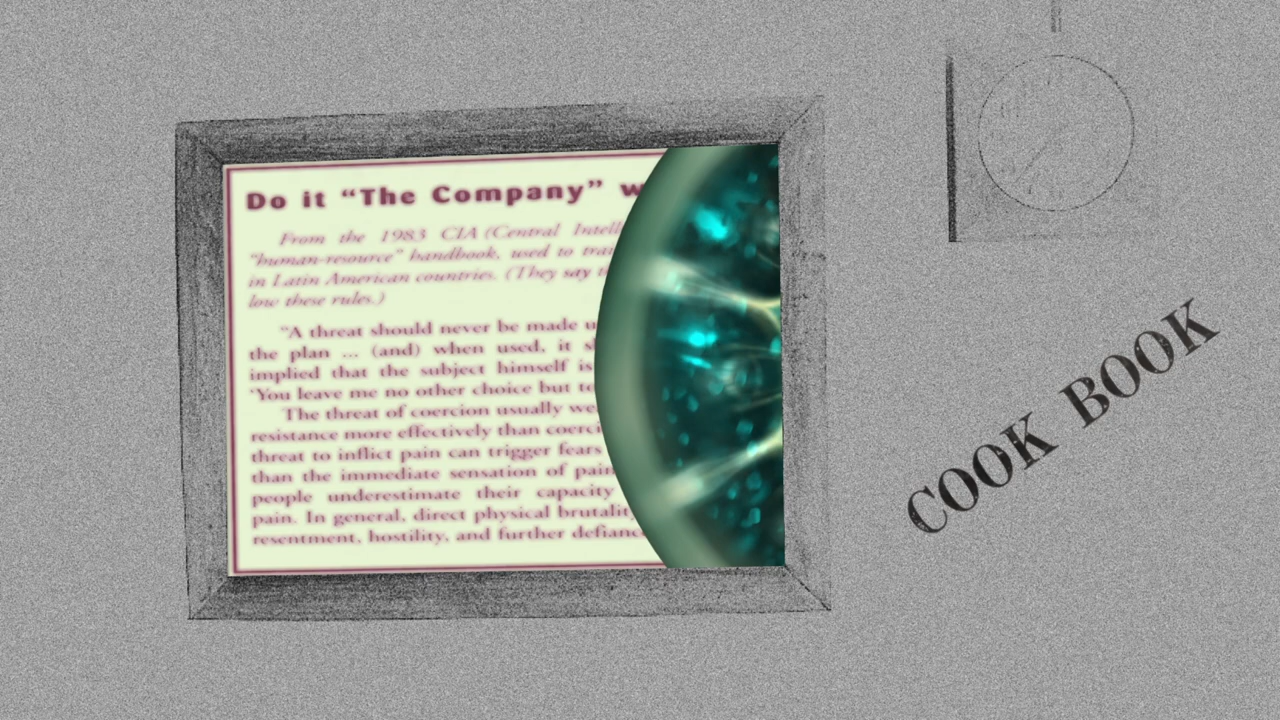 Do it “The Company” w
From the 1983 CIA (Central Intell
“human-resource” handbook, used to trai
in Latin American countries. (They say t
low these rules.)
“A threat should never be made u
the plan ... (and) when used, it s
implied that the subject himself is
‘You leave me no other choice but to
The threat of coercion usually we
resistance more effectively than coerci
threat to inflict pain can trigger fears
than the immediate sensation of pain
people underestimate their capacity
pain. In general, direct physical brutality
resentment, hostility, and further defianc
COOK BOOK